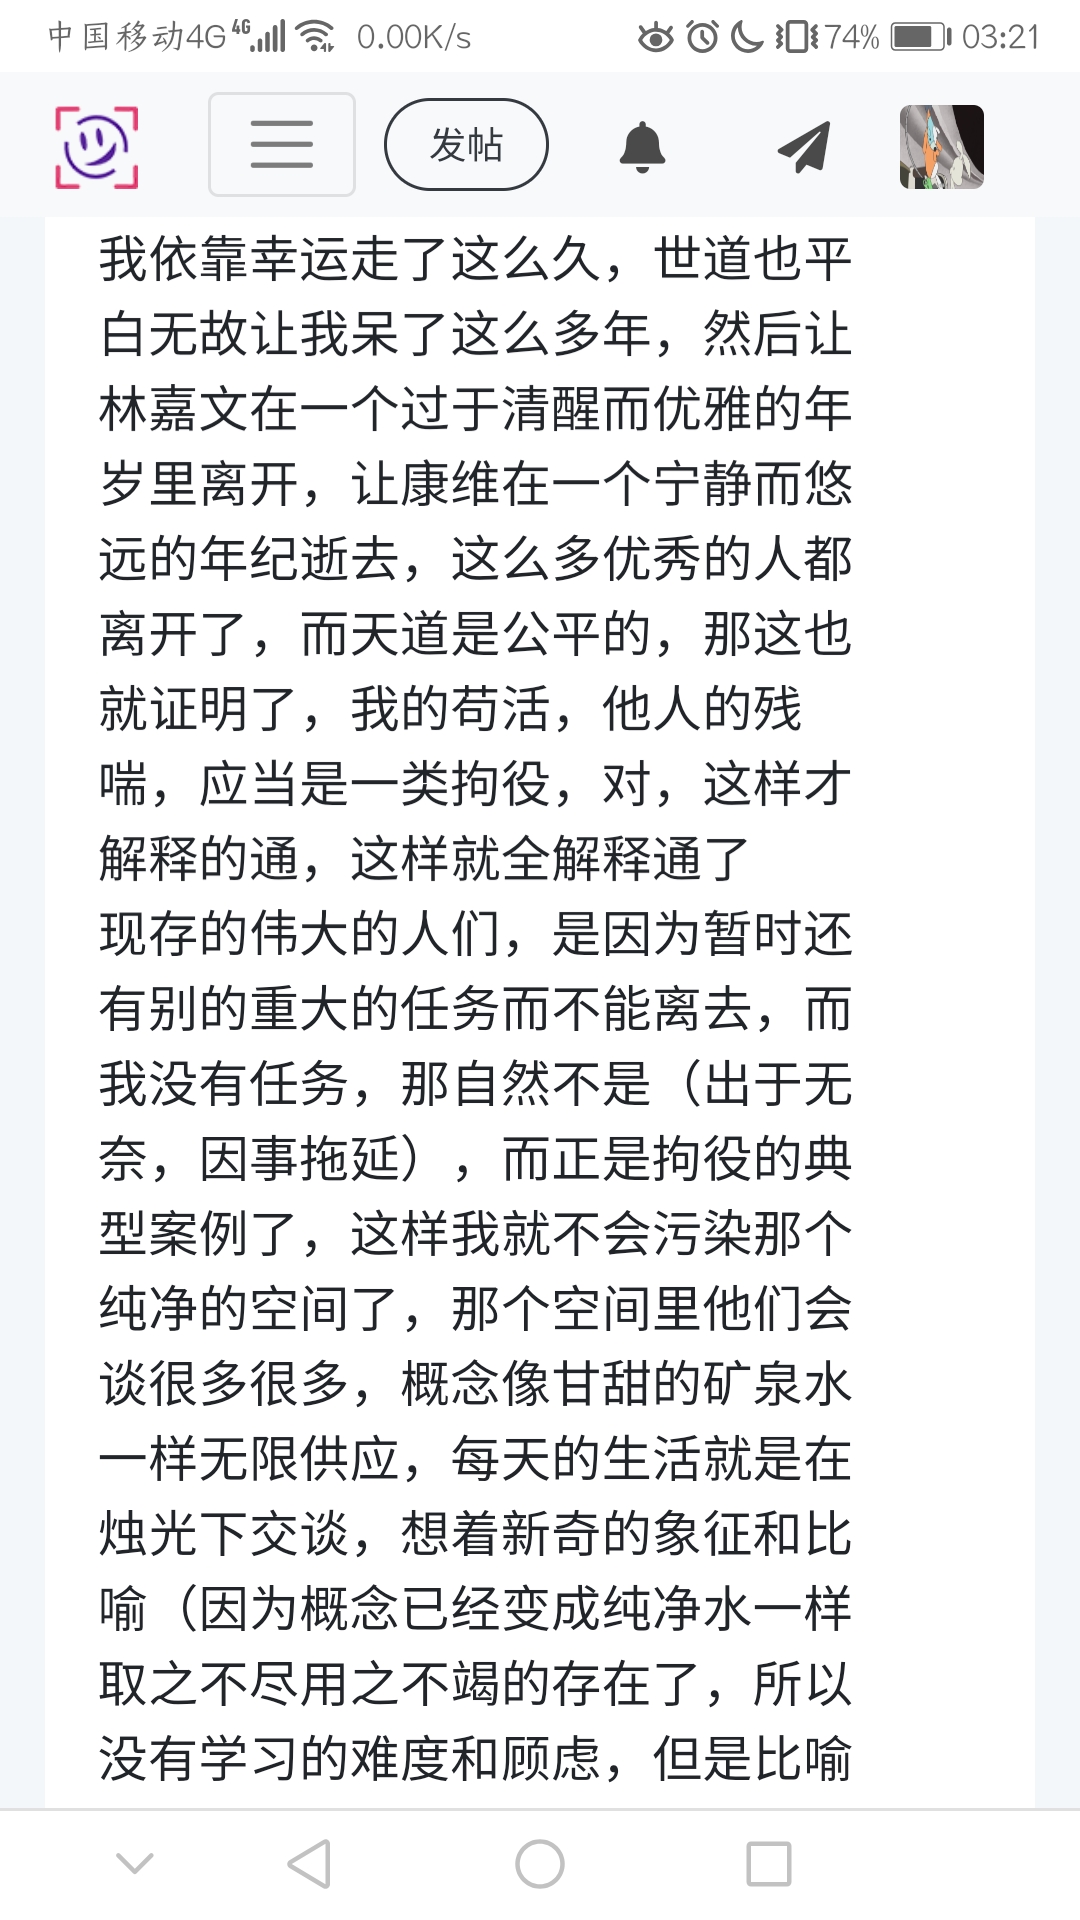 中国移动4G 4G 0.00K/s 74% 03:21
发帖
我依靠幸运走了这么久，世道也平
白无故让我呆了这么多年，然后让
林嘉文在一个过于清醒而优雅的年
岁里离开，让康维在一个宁静而悠
远的年纪逝去，这么多优秀的人都
离开了，而天道是公平的，那这也
就证明了，我的苟活，他人的残
喘，应当是一类拘役，对，这样才
解释的通，这样就全解释通了
现存的伟大的人们，是因为暂时还
有别的重大的任务而不能离去，而
我没有任务，那自然不是（出于无
奈，因事拖延），而正是拘役的典
型案例了，这样我就不会污染那个
纯净的空间了，那个空间里他们会
谈很多很多，概念像甘甜的矿泉水
一样无限供应，每天的生活就是在
烛光下交谈，想着新奇的象征和比
喻（因为概念已经变成纯净水一样
取之不尽用之不竭的存在了，所以
没有学习的难度和顾虑，但是比喻